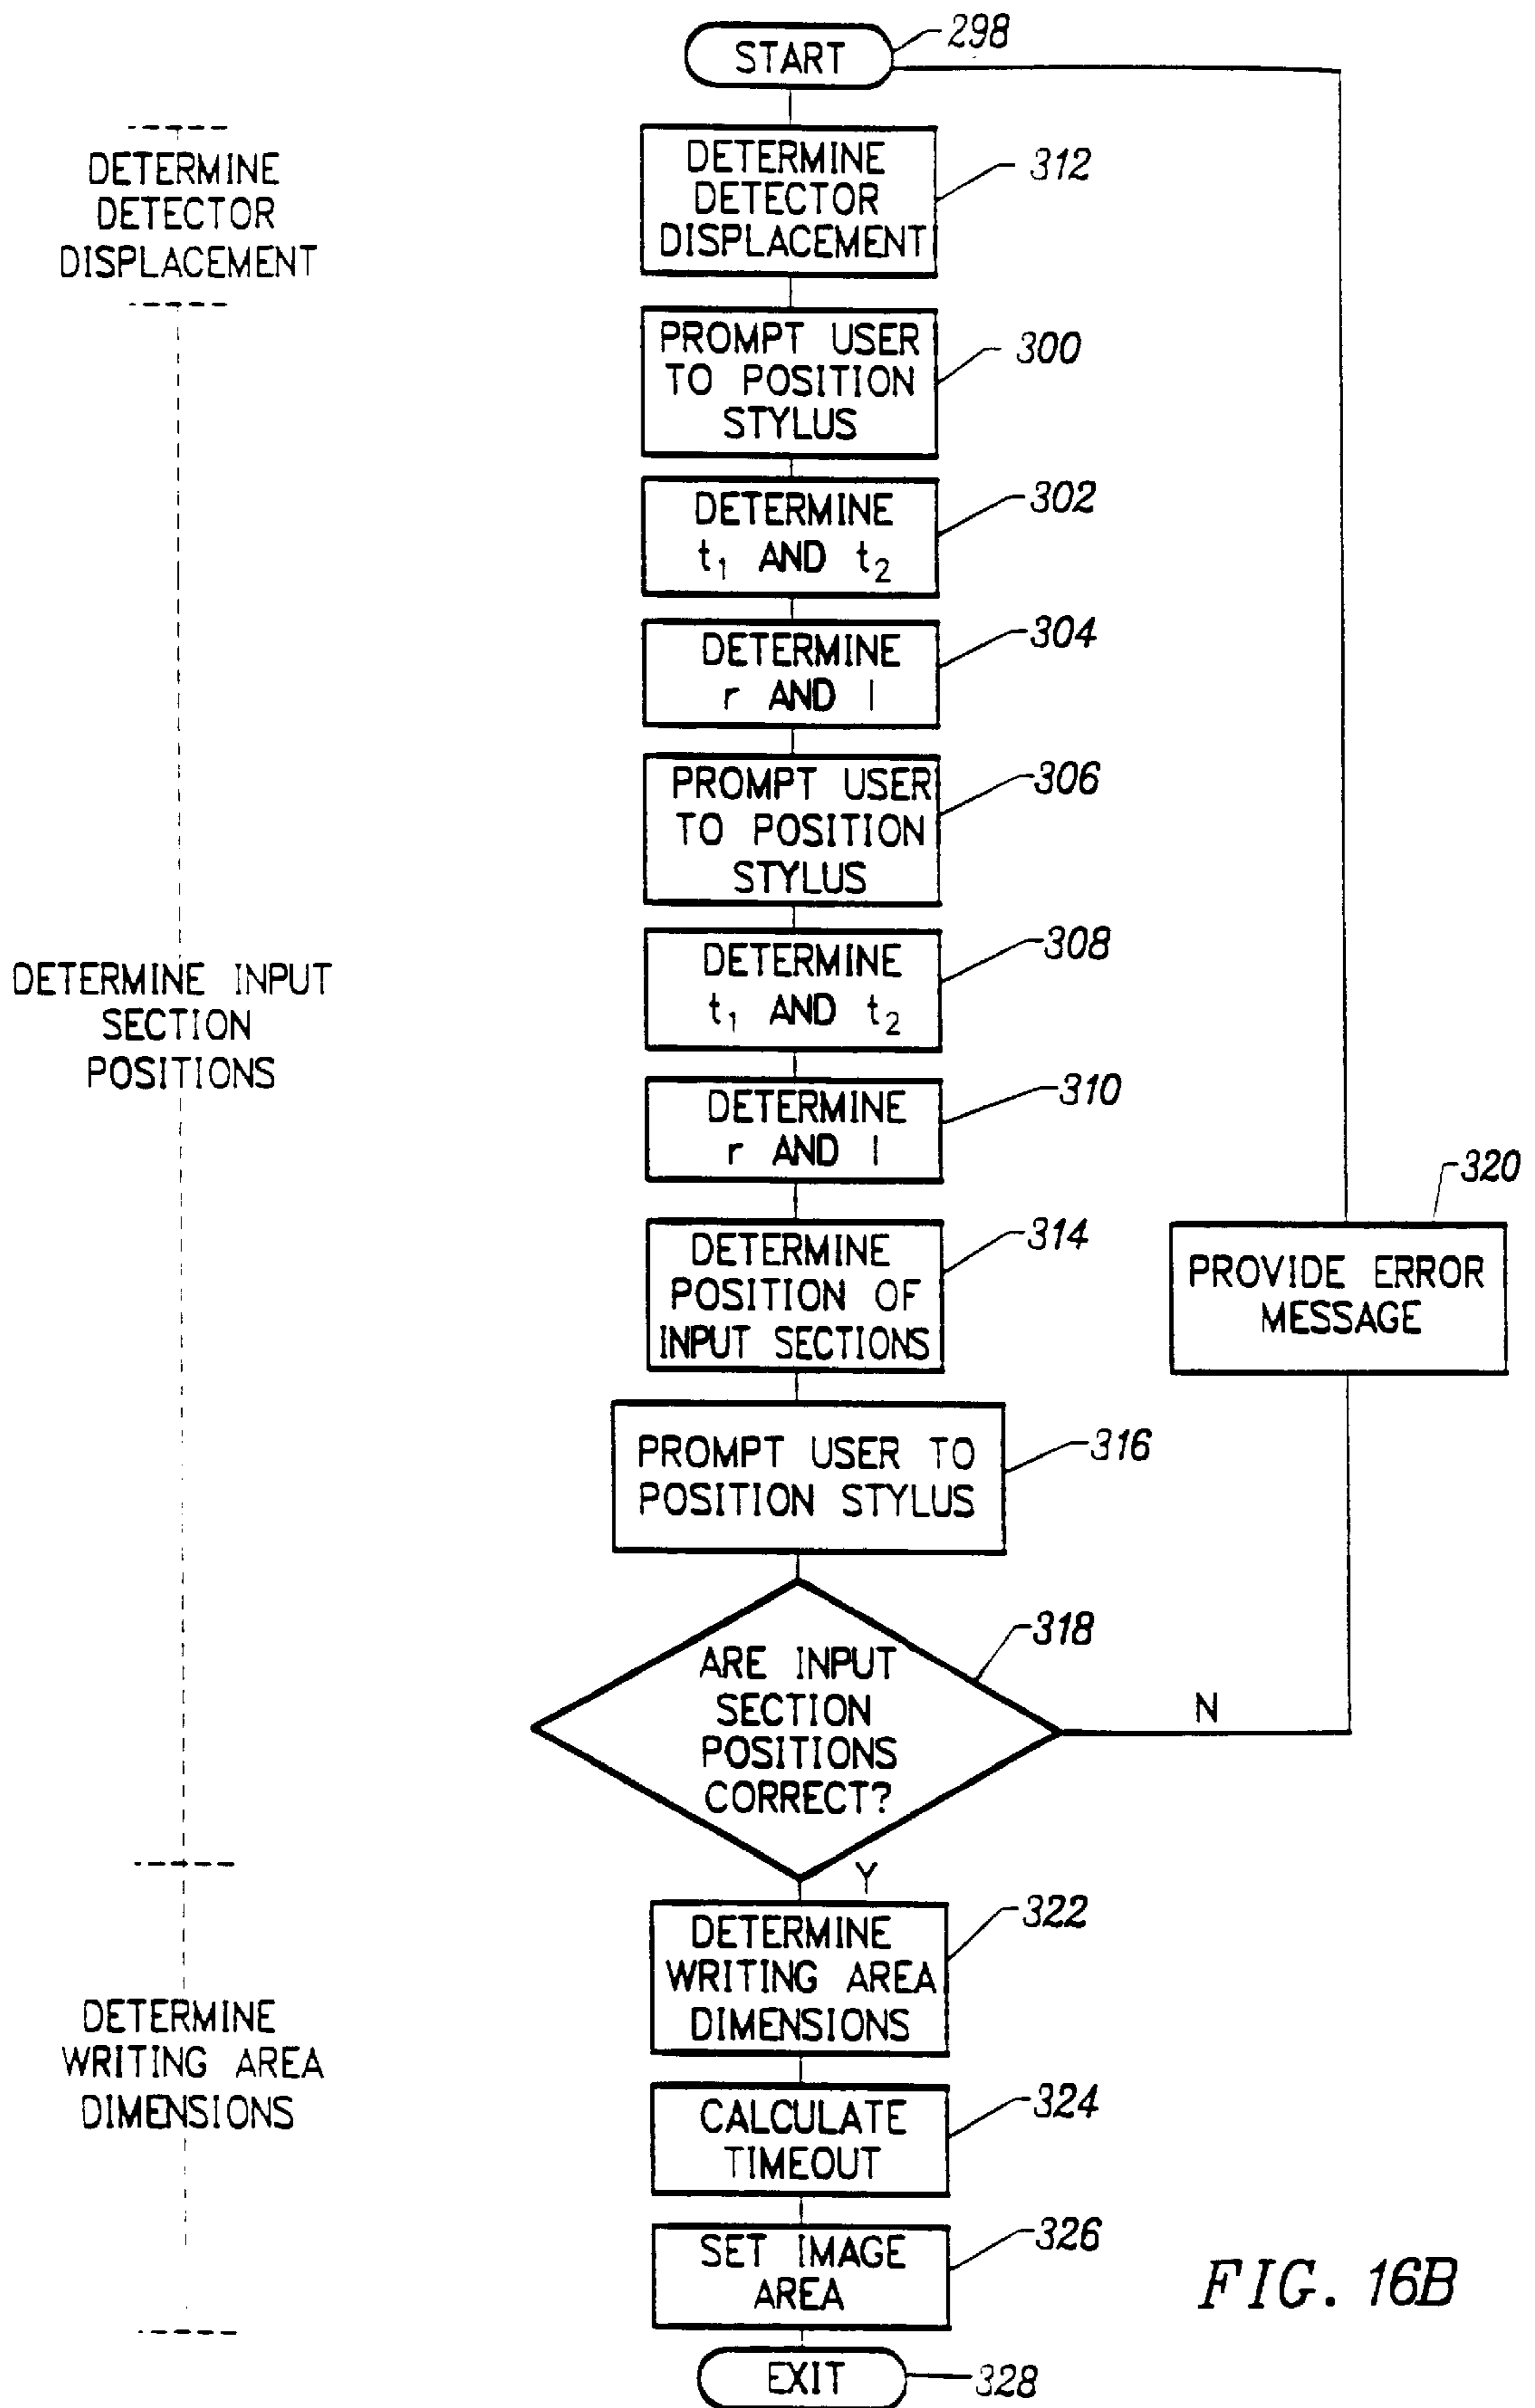 298
START
DETERMINE
DETECTOR
DISPLACEMENT
DETERMINE
DETECTOR
DISPLACEMENT
312
PROMPT USER
TO POSITION
STYLUS
300
DETERMINE
t₁ AND t₂
302
DETERMINE
r AND l
304
PROMPT USER
TO POSITION
STYLUS
306
DETERMINE INPUT
SECTION
POSITIONS
DETERMINE
t₁ AND t₂
308
DETERMINE
r AND l
310
DETERMINE
POSITION OF
INPUT SECTIONS
314
320
PROVIDE ERROR
MESSAGE
PROMPT USER TO
POSITION STYLUS
316
ARE INPUT
SECTION
POSITIONS
CORRECT?
318
N
Y
DETERMINE
WRITING AREA
DIMENSIONS
322
DETERMINE
WRITING AREA
DIMENSIONS
CALCULATE
TIMEOUT
324
SET IMAGE
AREA
326
EXIT
328
FIG. 16B